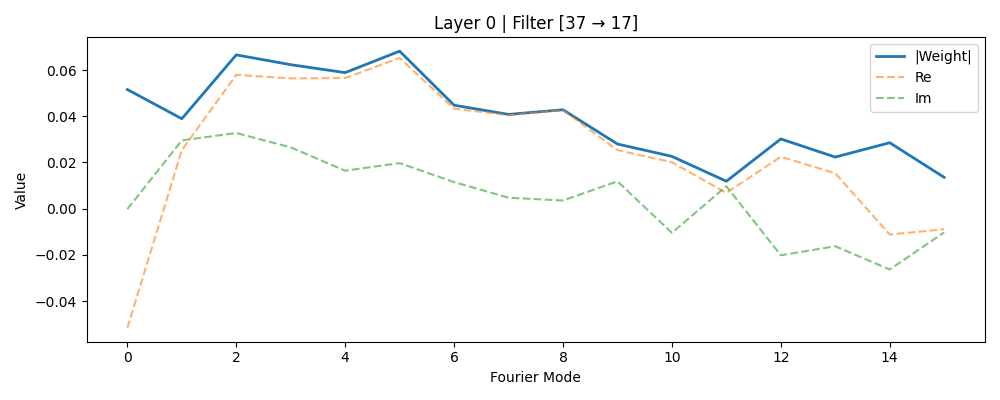 Layer 0 | Filter [37 → 17]
|Weight|
Re
Im
Value
0.06
0.04
0.02
0.00
−0.02
−0.04
0 2 4 6 8 10 12 14
Fourier Mode